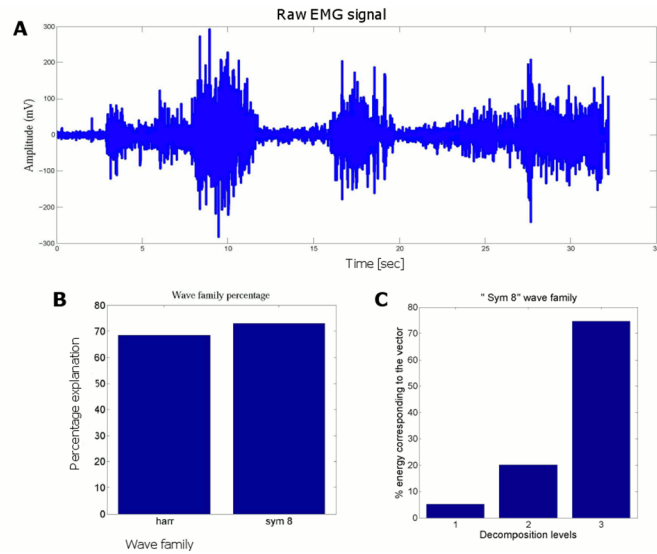 A
Raw EMG signal
Amplitude (mV)
300
200
100
0
−100
−200
−300
0
5
10
15
20
25
30
35
Time [sec]
B
Wave family percentage
Percentage explanation
80
70
60
50
40
30
20
10
0
harr
sym 8
Wave family
C
" Sym 8" wave family
% energy corresponding to the vector
80
70
60
50
40
30
20
10
0
1
2
3
Decomposition levels